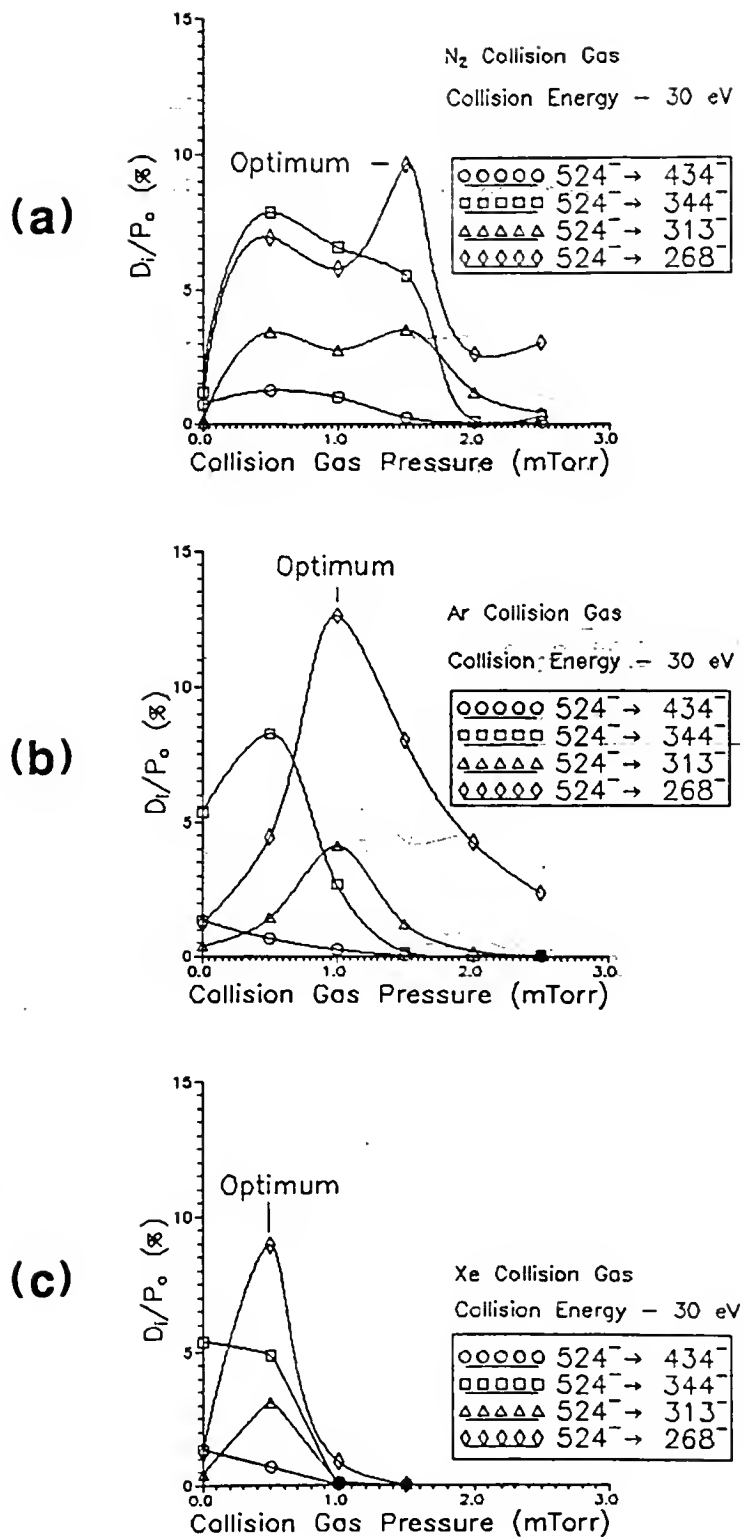 (a)
15
10
5
0
Dᵢ/Pₒ (%)
N₂ Collision Gas
Collision Energy – 30 eV
Optimum
524⁻→ 434⁻
524⁻→ 344⁻
524⁻→ 313⁻
524⁻→ 268⁻
0.0 1.0 2.0 3.0
Collision Gas Pressure (mTorr)
(b)
15
10
5
0
Dᵢ/Pₒ (%)
Optimum
Ar Collision Gas
Collision Energy – 30 eV
524⁻→ 434⁻
524⁻→ 344⁻
524⁻→ 313⁻
524⁻→ 268⁻
0.0 1.0 2.0 3.0
Collision Gas Pressure (mTorr)
(c)
15
10
5
0
Dᵢ/Pₒ (%)
Optimum
Xe Collision Gas
Collision Energy – 30 eV
524⁻→ 434⁻
524⁻→ 344⁻
524⁻→ 313⁻
524⁻→ 268⁻
0.0 1.0 2.0 3.0
Collision Gas Pressure (mTorr)